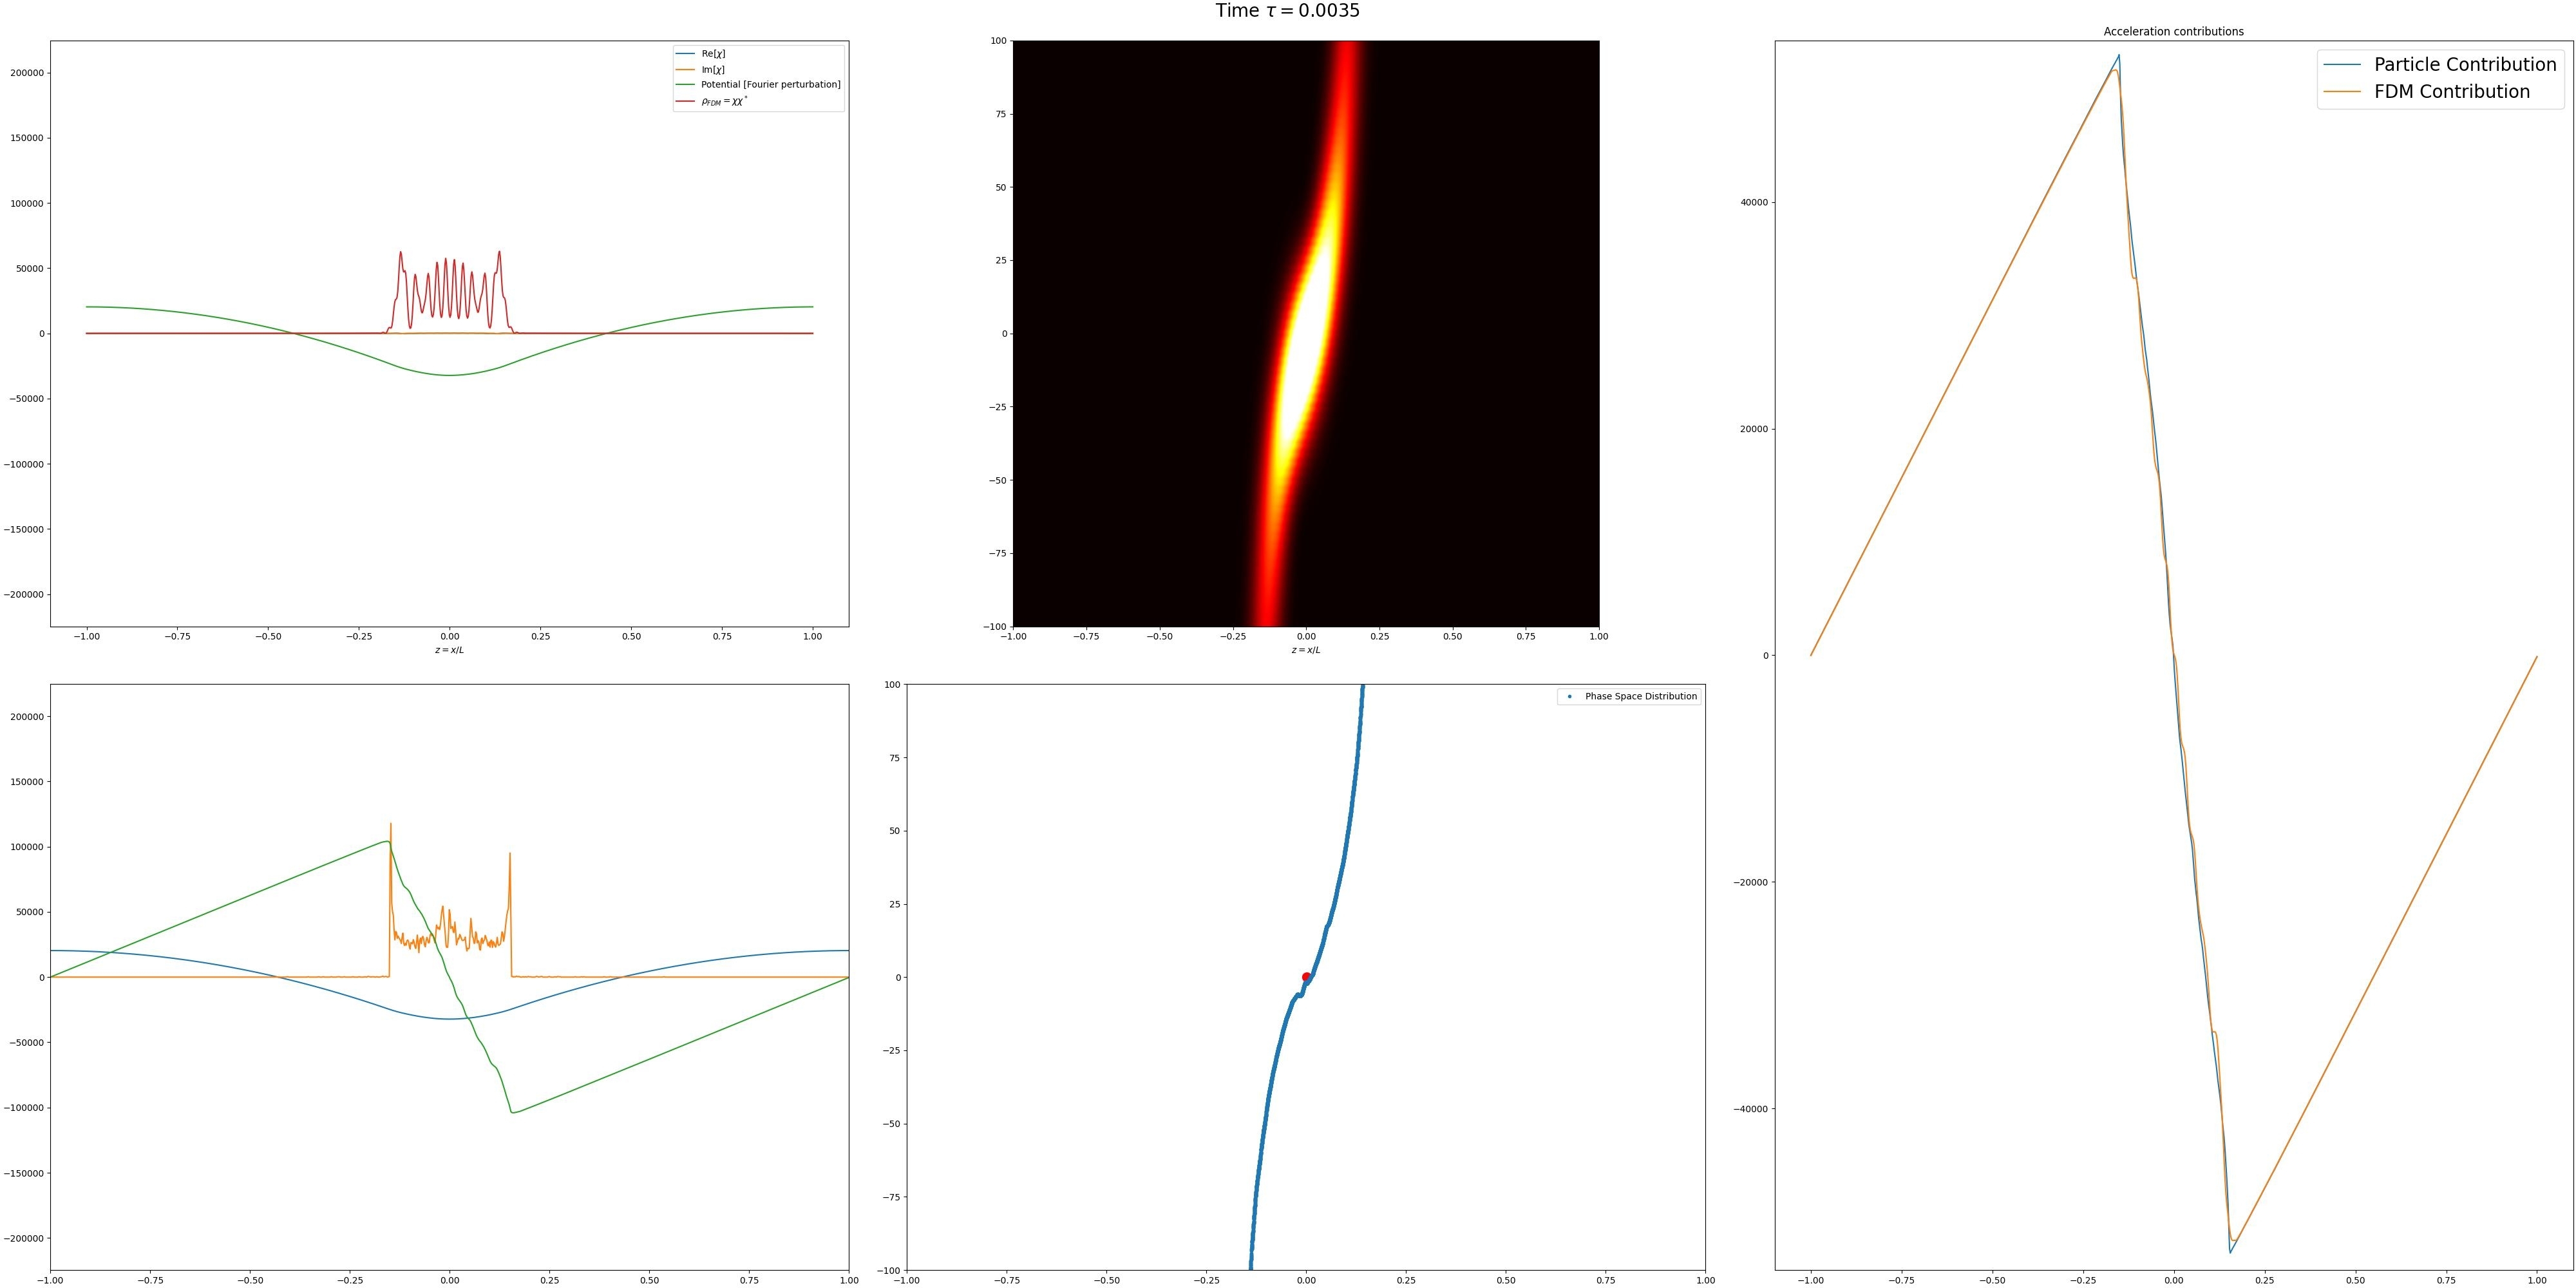 Time τ = 0.0035
Re[χ]
Im[χ]
Potential [Fourier perturbation]
ρ_FDM = χχ*
200000
150000
100000
50000
0
−50000
−100000
−150000
−200000
−1.00 −0.75 −0.50 −0.25 0.00 0.25 0.50 0.75 1.00
z = x/L
100
75
50
25
0
−25
−50
−75
−100
−1.00 −0.75 −0.50 −0.25 0.00 0.25 0.50 0.75 1.00
z = x/L
Acceleration contributions
Particle Contribution
FDM Contribution
40000
20000
0
−20000
−40000
−1.00 −0.75 −0.50 −0.25 0.00 0.25 0.50 0.75 1.00
200000
150000
100000
50000
0
−50000
−100000
−150000
−200000
−1.00 −0.75 −0.50 −0.25 0.00 0.25 0.50 0.75 1.00
Phase Space Distribution
100
75
50
25
0
−25
−50
−75
−100
−1.00 −0.75 −0.50 −0.25 0.00 0.25 0.50 0.75 1.00